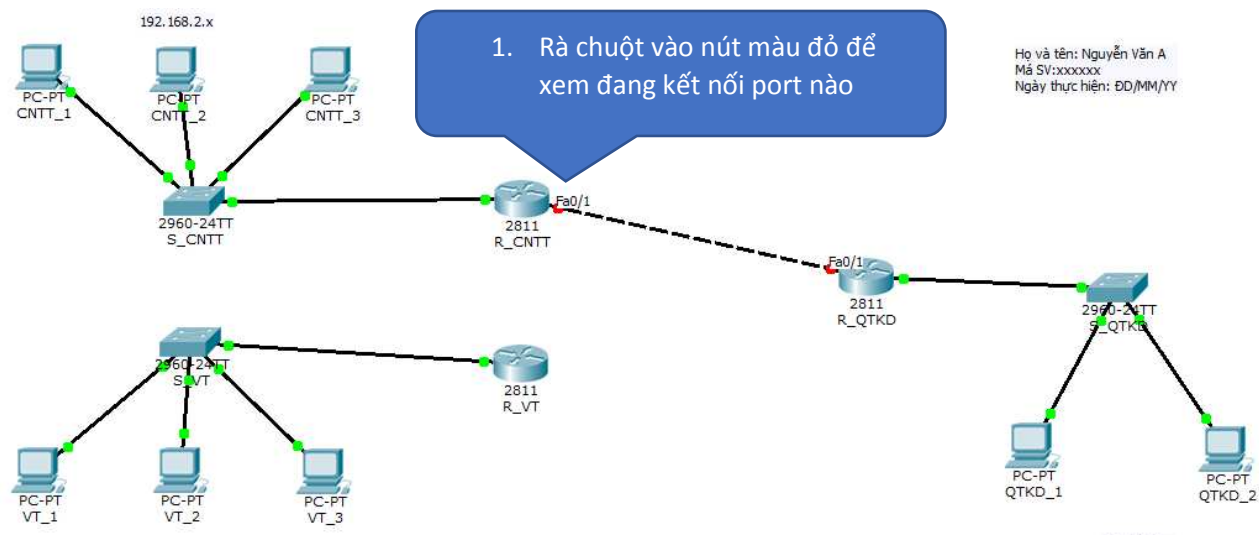 192.168.2.x
1. Rà chuột vào nút màu đỏ để
xem đang kết nối port nào
Họ và tên: Nguyễn Văn A
Mã SV:xxxxxx
Ngày thực hiện: ĐD/MM/YY
PC-PT
CNTT_1
PC-PT
CNTT_2
PC-PT
CNTT_3
2960-24TT
S_CNTT
Fa0/1
2811
R_CNTT
Fa0/1
2811
R_QTKD
2960-24TT
S_QTKD
2960-24TT
S_VT
2811
R_VT
PC-PT
VT_1
PC-PT
VT_2
PC-PT
VT_3
PC-PT
QTKD_1
PC-PT
QTKD_2